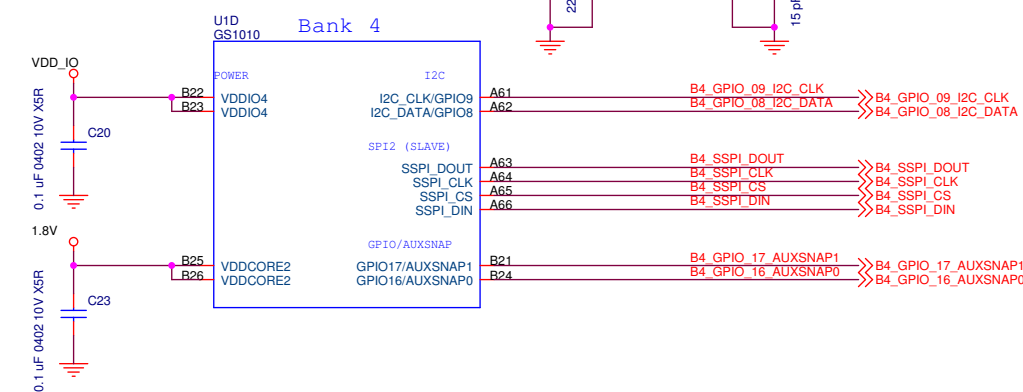 22
15 pF
U1D
GS1010
Bank 4
VDD_IO
POWER
I2C
B22
VDDIO4
I2C_CLK/GPIO9
A61
B4_GPIO_09_I2C_CLK
B4_GPIO_09_I2C_CLK
B23
VDDIO4
I2C_DATA/GPIO8
A62
B4_GPIO_08_I2C_DATA
B4_GPIO_08_I2C_DATA
C20
0.1 uF 0402 10V X5R
SPI2 (SLAVE)
SSPI_DOUT
A63
B4_SSPI_DOUT
B4_SSPI_DOUT
SSPI_CLK
A64
B4_SSPI_CLK
B4_SSPI_CLK
SSPI_CS
A65
B4_SSPI_CS
B4_SSPI_CS
SSPI_DIN
A66
B4_SSPI_DIN
B4_SSPI_DIN
1.8V
GPIO/AUXSNAP
B25
VDDCORE2
GPIO17/AUXSNAP1
B21
B4_GPIO_17_AUXSNAP1
B4_GPIO_17_AUXSNAP1
B26
VDDCORE2
GPIO16/AUXSNAP0
B24
B4_GPIO_16_AUXSNAP0
B4_GPIO_16_AUXSNAP0
C23
0.1 uF 0402 10V X5R